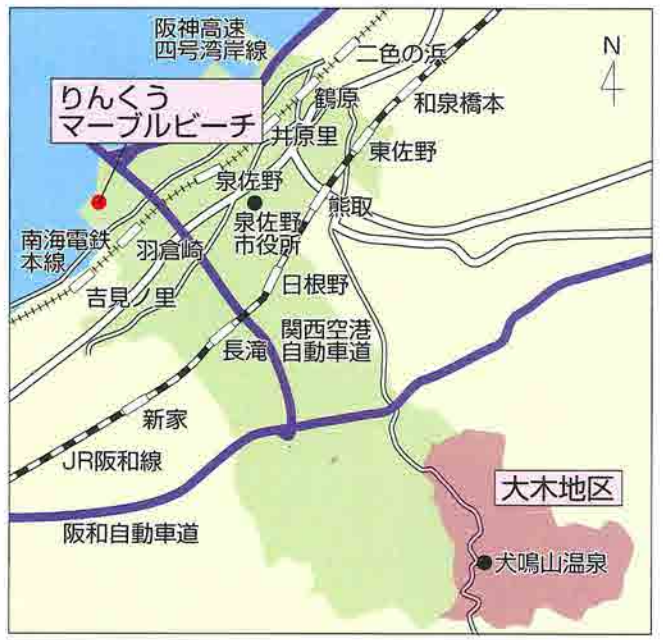 阪神高速
四号湾岸線
二色の浜
N
りんくう
マーブルビーチ
鶴原
和泉橋本
井原里
東佐野
泉佐野
熊取
泉佐野
市役所
南海電鉄
本線
羽倉崎
吉見ノ里
日根野
長滝
関西空港
自動車道
新家
JR阪和線
大木地区
阪和自動車道
犬鳴山温泉